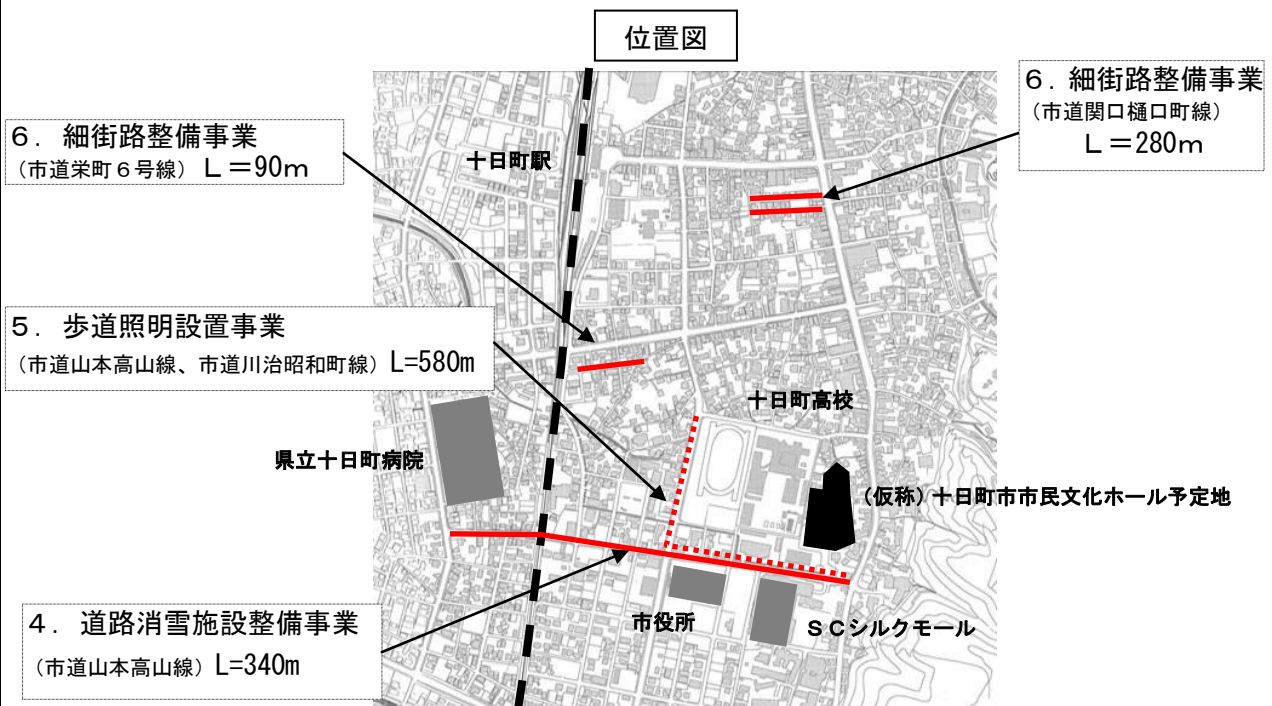 位置図
6．細街路整備事業
(市道関口樋口町線)
L＝280m
6．細街路整備事業
(市道栄町6号線) L＝90m
十日町駅
5．歩道照明設置事業
(市道山本高山線、市道川治昭和町線) L=580m
十日町高校
県立十日町病院
(仮称)十日町市市民文化ホール予定地
4．道路消雪施設整備事業
(市道山本高山線) L=340m
市役所
SCシルクモール